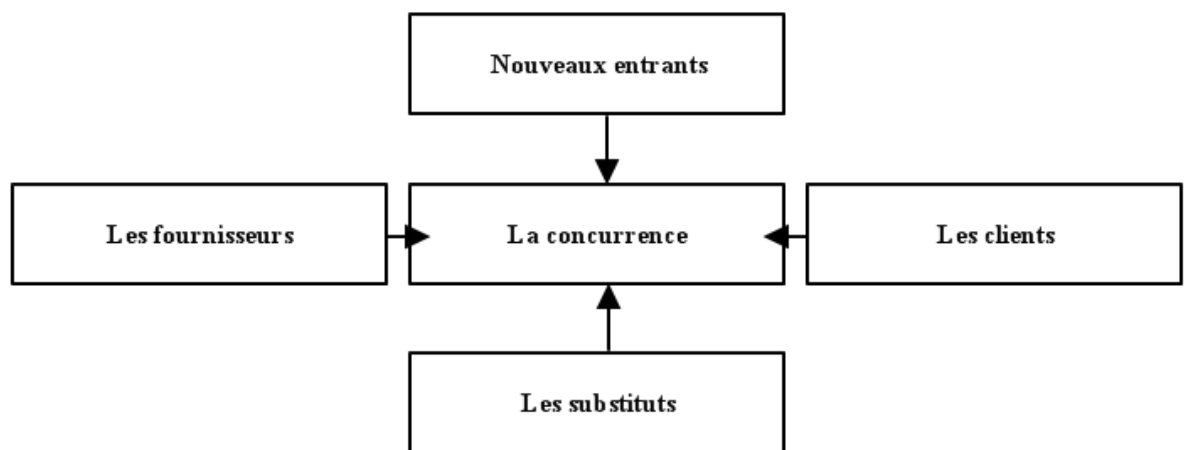 Nouveaux entrants
Les fournisseurs
La concurrence
Les clients
Les substituts